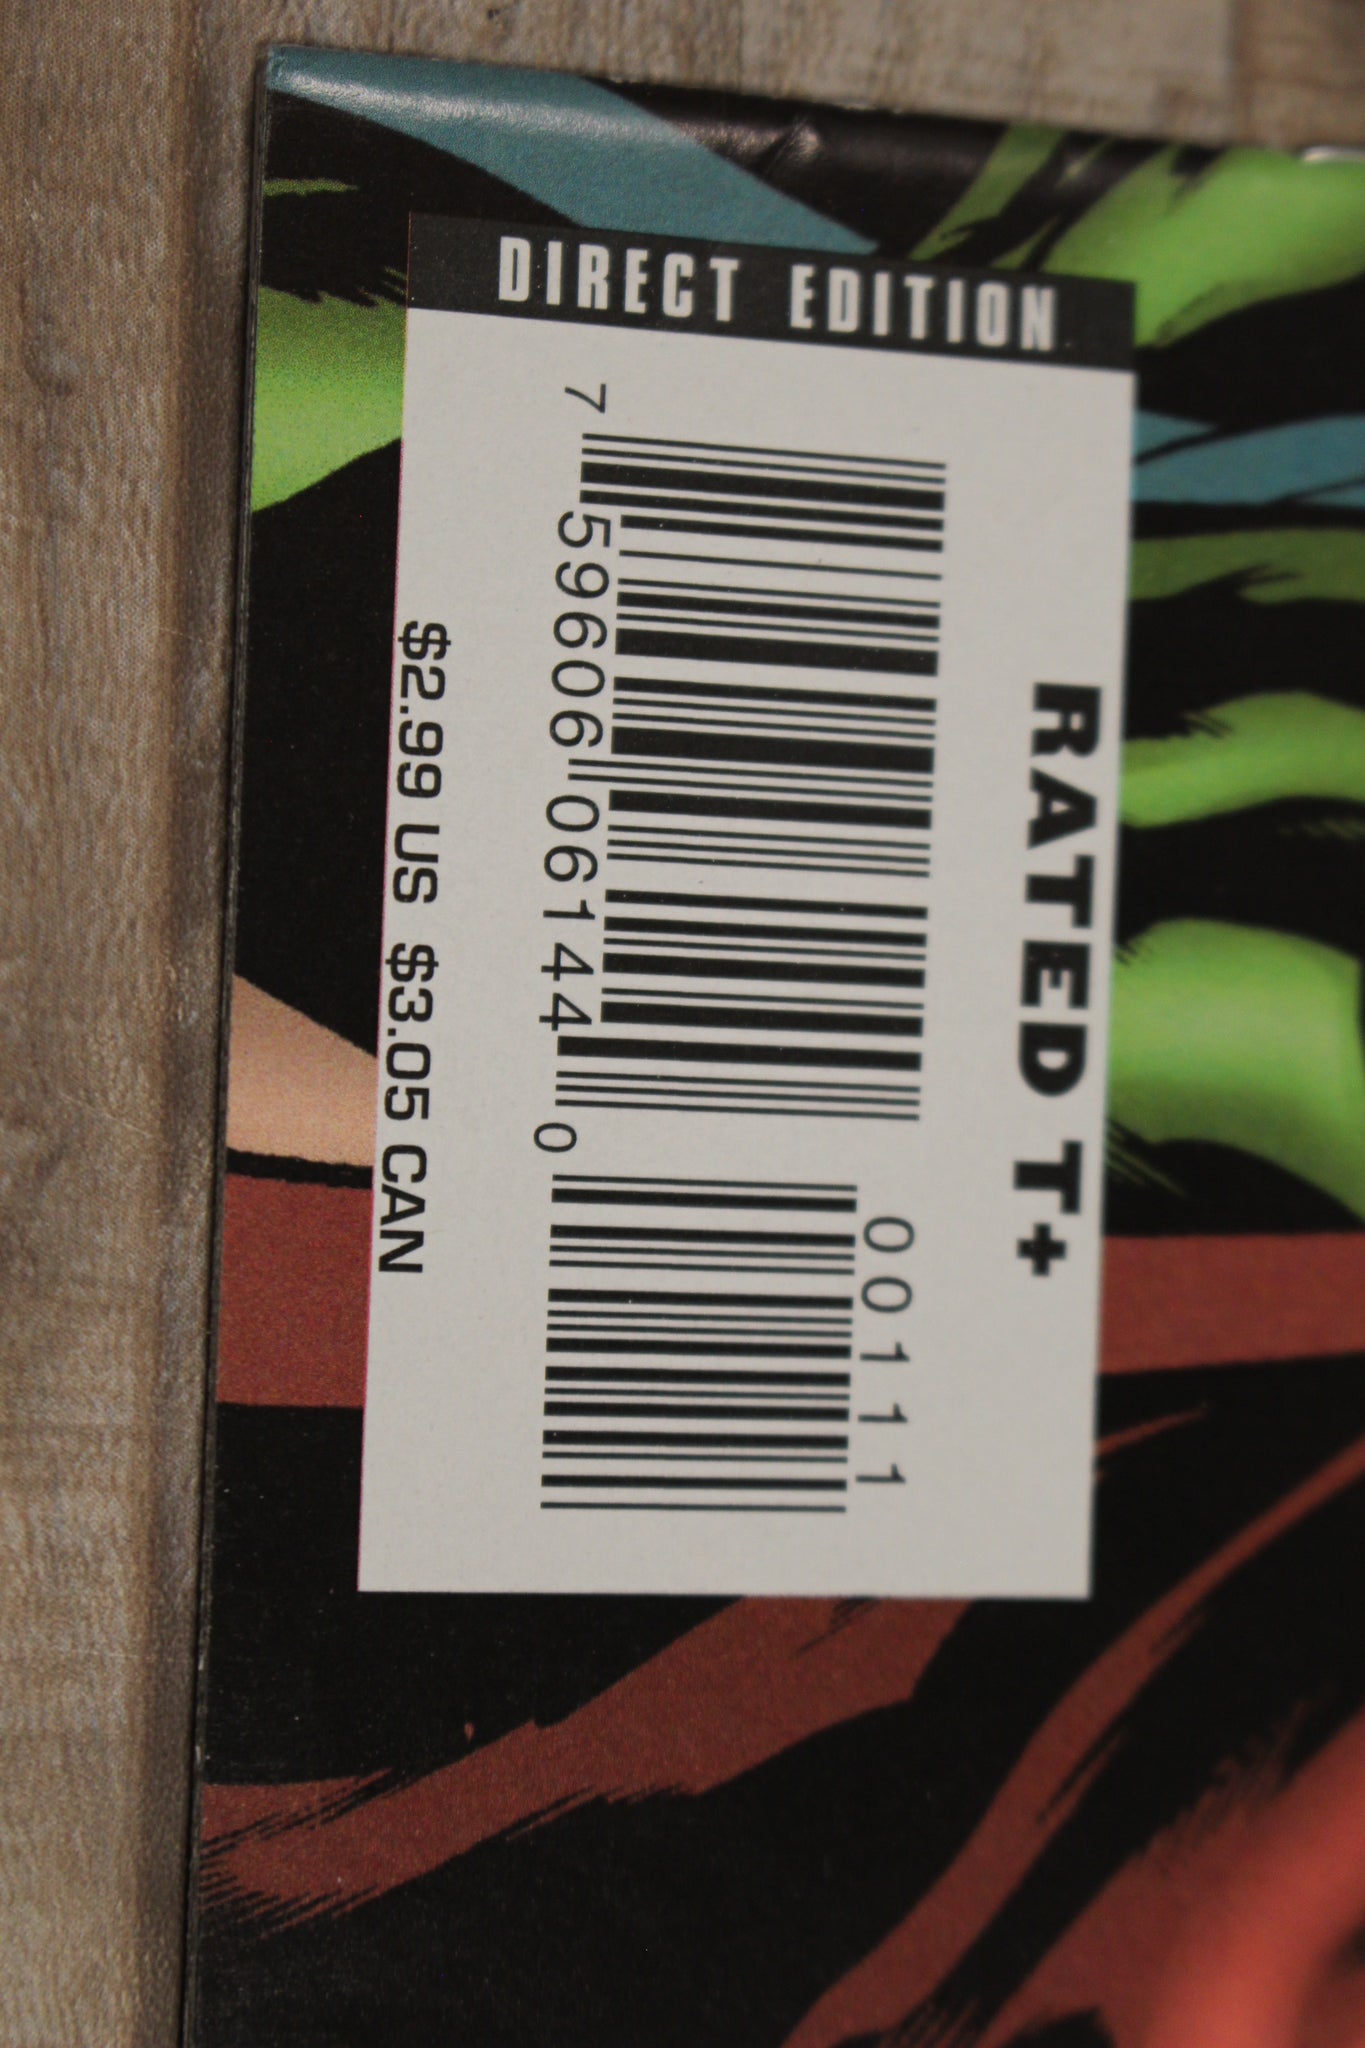 DIRECT EDITION
RATED T+
00111
7 59606 06144 0
$2.99 US $3.05 CAN